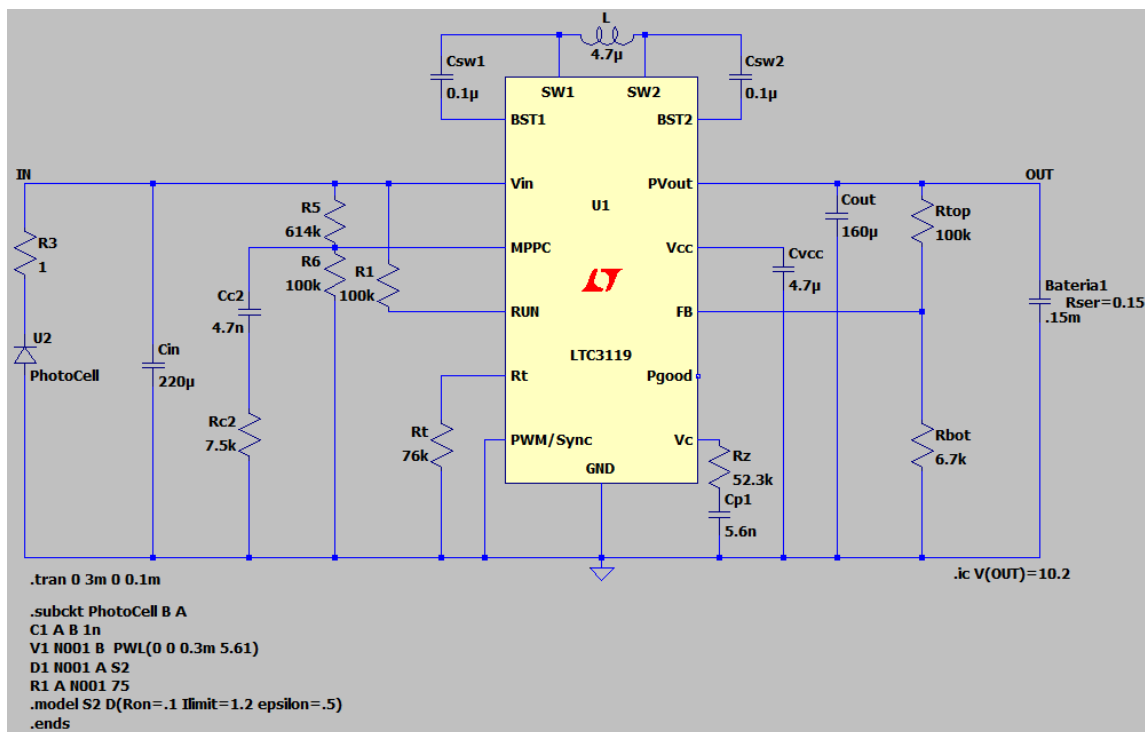 L
4.7µ
Csw1
0.1µ
Csw2
0.1µ
SW1
SW2
BST1
BST2
IN
Vin
PVout
OUT
U1
R5
614k
Cout
160µ
Rtop
100k
R3
1
MPPC
Vcc
R6
100k
R1
100k
Cvcc
4.7µ
Bateria1
Rser=0.15
.15m
Cc2
4.7n
RUN
FB
U2
PhotoCell
Cin
220µ
LTC3119
Rt
Pgood
Rc2
7.5k
Rt
76k
PWM/Sync
Vc
Rz
52.3k
Rbot
6.7k
GND
Cp1
5.6n
.tran 0 3m 0 0.1m
.ic V(OUT)=10.2
.subckt PhotoCell B A
C1 A B 1n
V1 N001 B  PWL(0 0 0.3m 5.61)
D1 N001 A S2
R1 A N001 75
.model S2 D(Ron=.1 Ilimit=1.2 epsilon=.5)
.ends